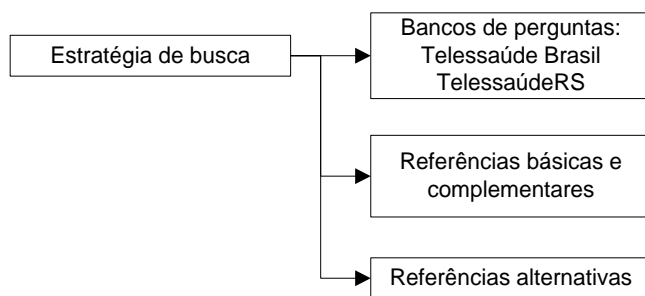 Estratégia de busca
Bancos de perguntas:
Telessaúde Brasil
TelessaúdeRS
Referências básicas e
complementares
Referências alternativas